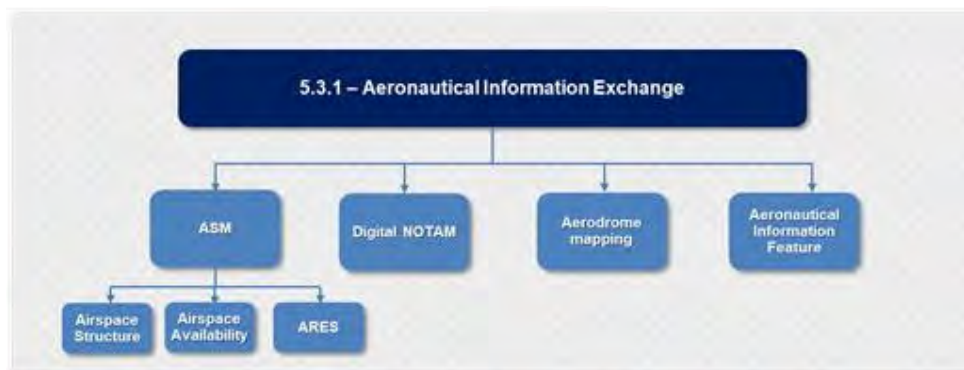 5.3.1 – Aeronautical Information Exchange
ASM
Digital NOTAM
Aerodrome
mapping
Aeronautical
Information
Feature
Airspace
Structure
Airspace
Availability
ARES